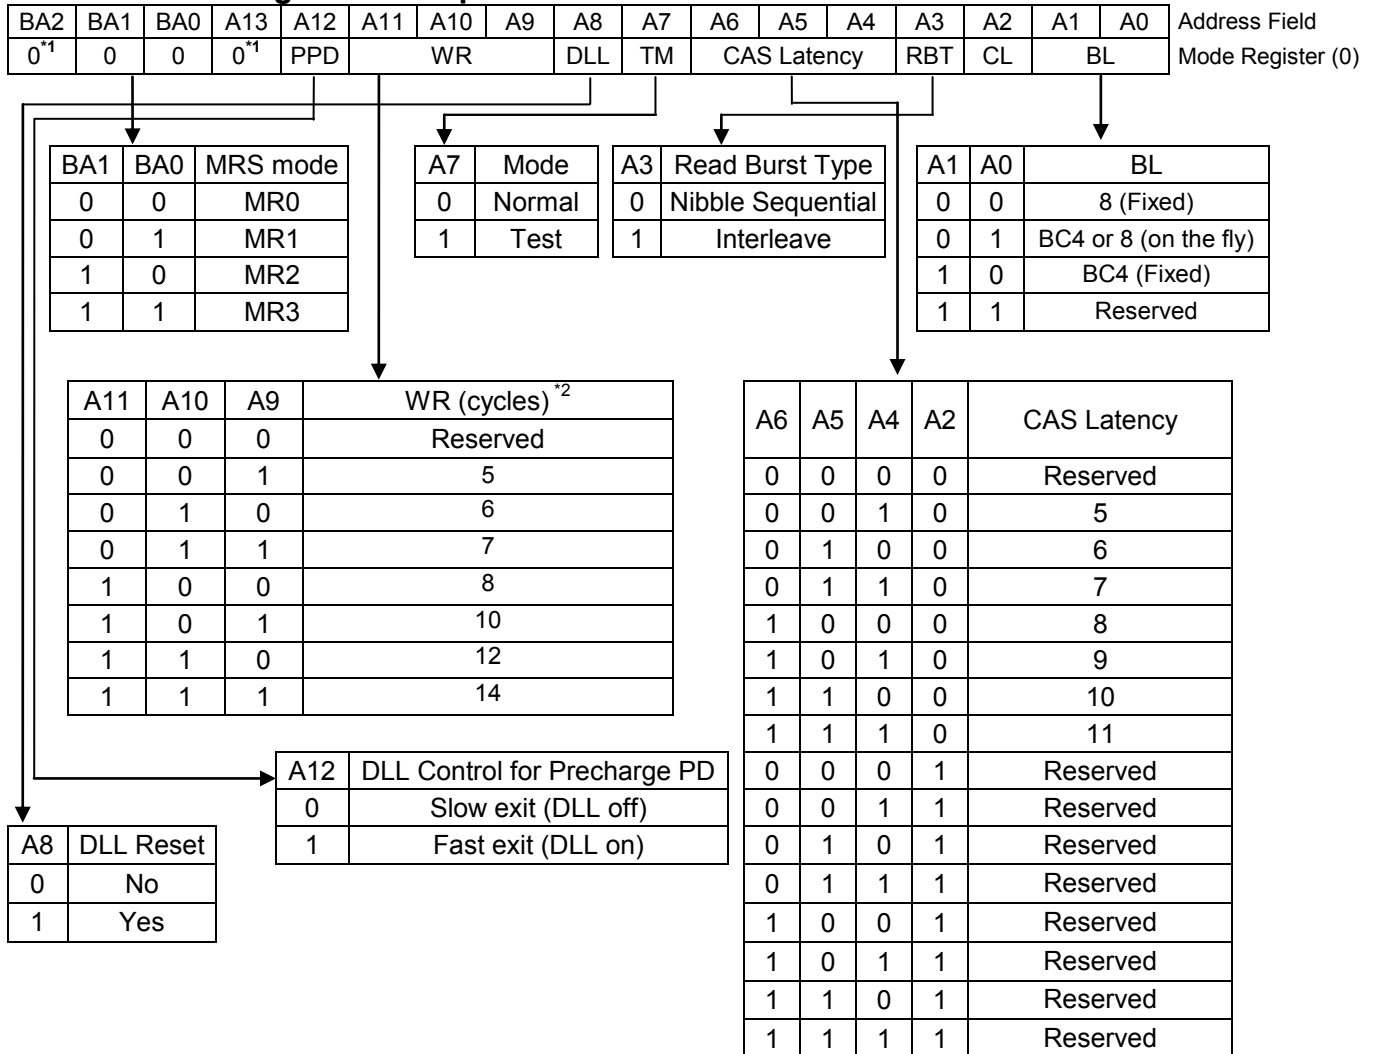 BA2 BA1 BA0 A13 A12 A11 A10 A9 A8 A7 A6 A5 A4 A3 A2 A1 A0 Address Field
0*1 0 0 0*1 PPD WR DLL TM CAS Latency RBT CL BL Mode Register (0)
BA1 BA0 MRS mode
0 0 MR0
0 1 MR1
1 0 MR2
1 1 MR3
A7 Mode
0 Normal
1 Test
A3 Read Burst Type
0 Nibble Sequential
1 Interleave
A1 A0 BL
0 0 8 (Fixed)
0 1 BC4 or 8 (on the fly)
1 0 BC4 (Fixed)
1 1 Reserved
A11 A10 A9 WR (cycles) *2
0 0 0 Reserved
0 0 1 5
0 1 0 6
0 1 1 7
1 0 0 8
1 0 1 10
1 1 0 12
1 1 1 14
A6 A5 A4 A2 CAS Latency
0 0 0 0 Reserved
0 0 1 0 5
0 1 0 0 6
0 1 1 0 7
1 0 0 0 8
1 0 1 0 9
1 1 0 0 10
1 1 1 0 11
0 0 0 1 Reserved
0 0 1 1 Reserved
0 1 0 1 Reserved
0 1 1 1 Reserved
1 0 0 1 Reserved
1 0 1 1 Reserved
1 1 0 1 Reserved
1 1 1 1 Reserved
A12 DLL Control for Precharge PD
0 Slow exit (DLL off)
1 Fast exit (DLL on)
A8 DLL Reset
0 No
1 Yes